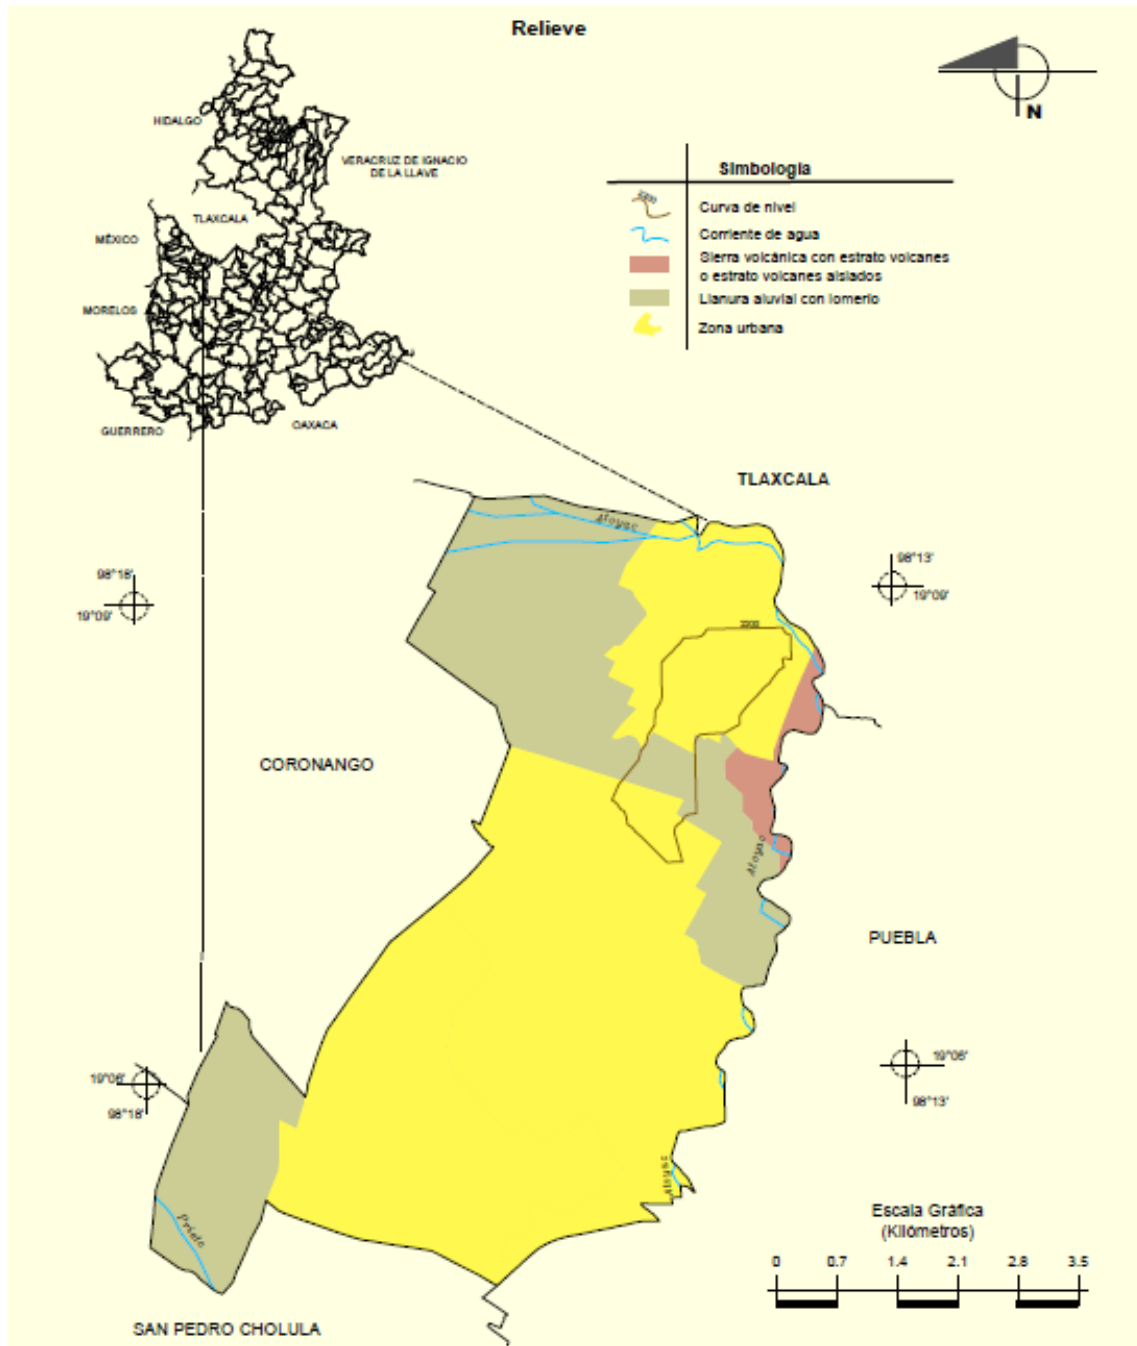 Relieve
N
HIDALGO
VERACRUZ DE IGNACIO
DE LA LLAVE
TLAXCALA
MÉXICO
MORELOS
GUERRERO
OAXACA
Simbología
2200
Curva de nivel
Corriente de agua
Sierra volcánica con estrato volcanes
o estrato volcanes aislados
Llanura aluvial con lomerío
Zona urbana
TLAXCALA
Atoyac
98°18'
19°09'
98°13'
19°09'
2200
CORONANGO
Atoyac
PUEBLA
19°06'
98°18'
19°06'
98°13'
Atoyac
Prieto
Escala Gráfica
(Kilómetros)
0 0.7 1.4 2.1 2.8 3.5
SAN PEDRO CHOLULA